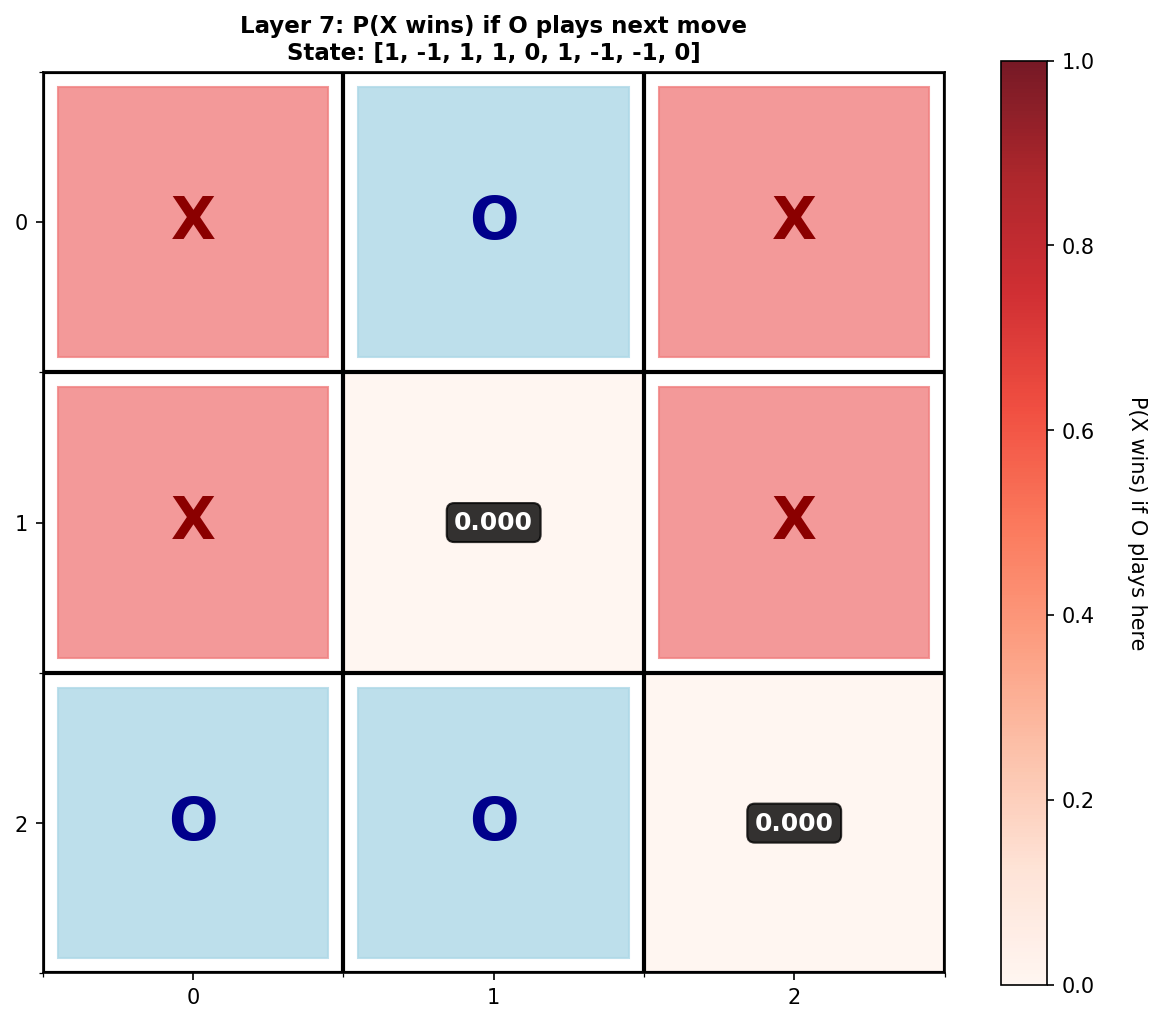 Layer 7: P(X wins) if O plays next move
State: [1, -1, 1, 1, 0, 1, -1, -1, 0]
0
X
O
X
1
X
0.000
X
2
O
O
0.000
0
1
2
1.0
0.8
0.6
0.4
0.2
0.0
P(X wins) if O plays here